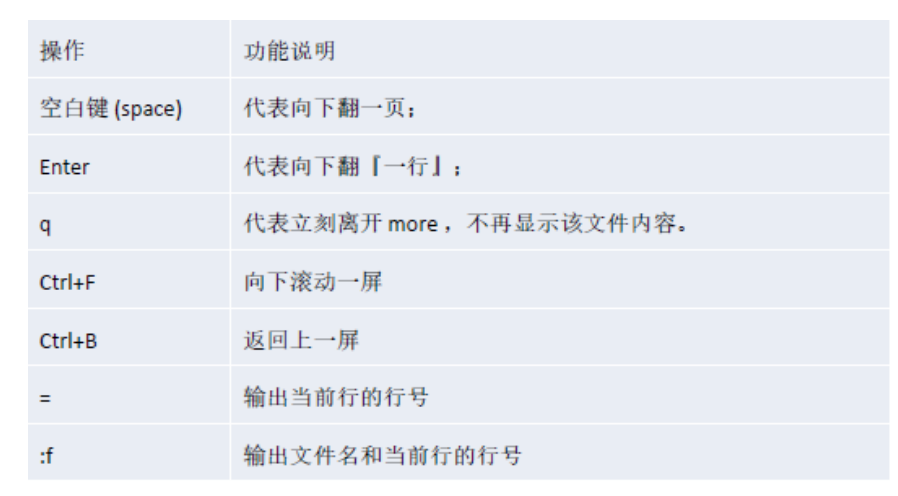 操作 功能说明
空白键 (space) 代表向下翻一页；
Enter 代表向下翻『一行』；
q 代表立刻离开 more ，不再显示该文件内容。
Ctrl+F 向下滚动一屏
Ctrl+B 返回上一屏
= 输出当前行的行号
:f 输出文件名和当前行的行号